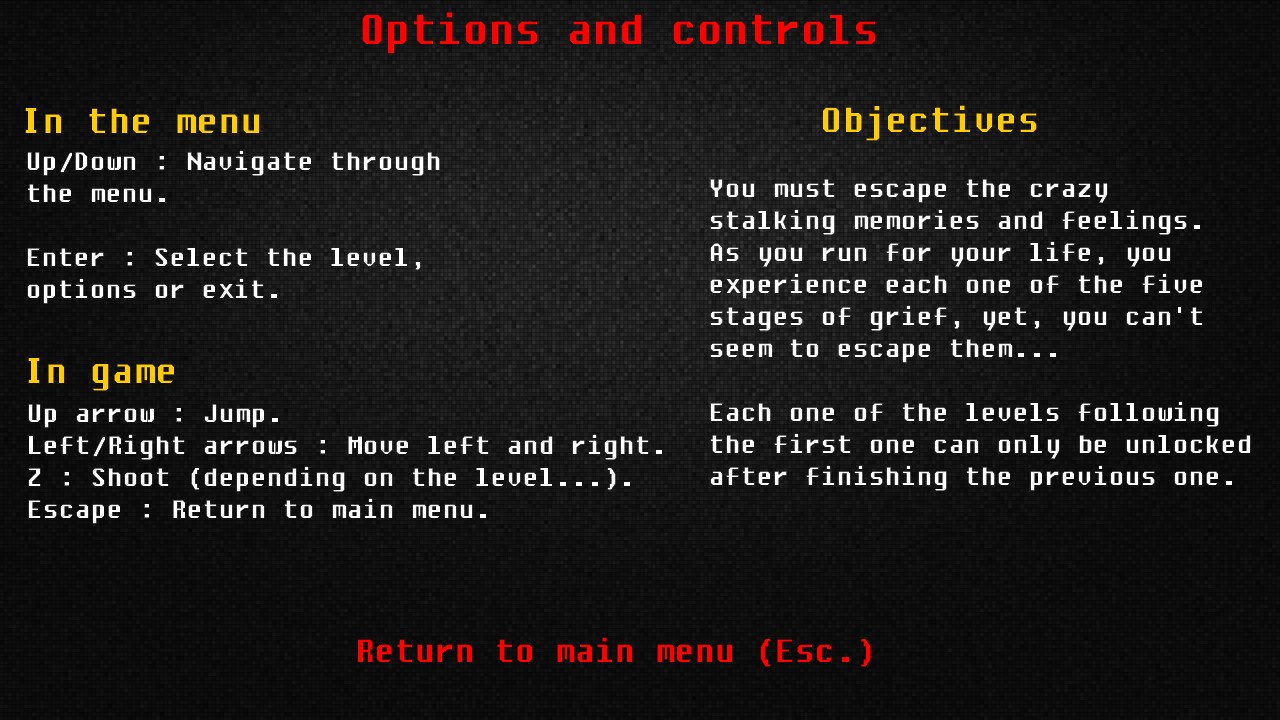 Options and controls
In the menu
Up/Down : Navigate through
the menu.
Enter : Select the level,
options or exit.
In game
Up arrow : Jump.
Left/Right arrows : Move left and right.
Z : Shoot (depending on the level...).
Escape : Return to main menu.
Objectives
You must escape the crazy
stalking memories and feelings.
As you run for your life, you
experience each one of the five
stages of grief, yet, you can't
seem to escape them...
Each one of the levels following
the first one can only be unlocked
after finishing the previous one.
Return to main menu (Esc.)